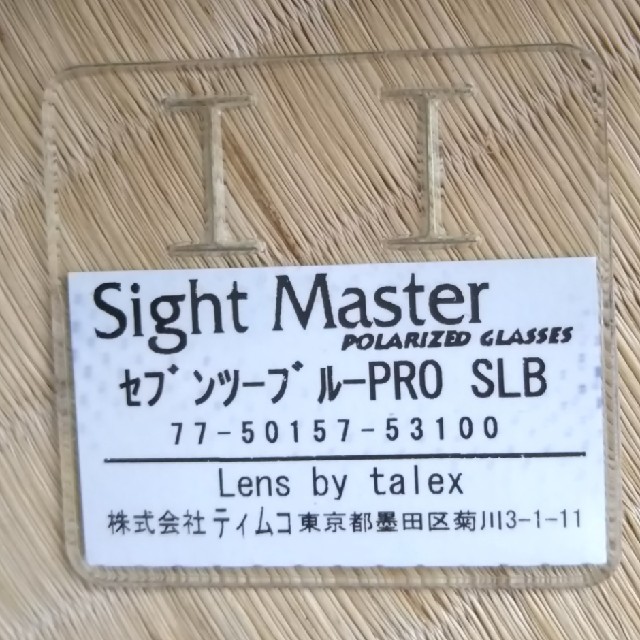 Sight Master
POLARIZED GLASSES
セブンツーブルーPRO SLB
77-50157-53100
Lens by talex
株式会社ティムコ東京都墨田区菊川3-1-11